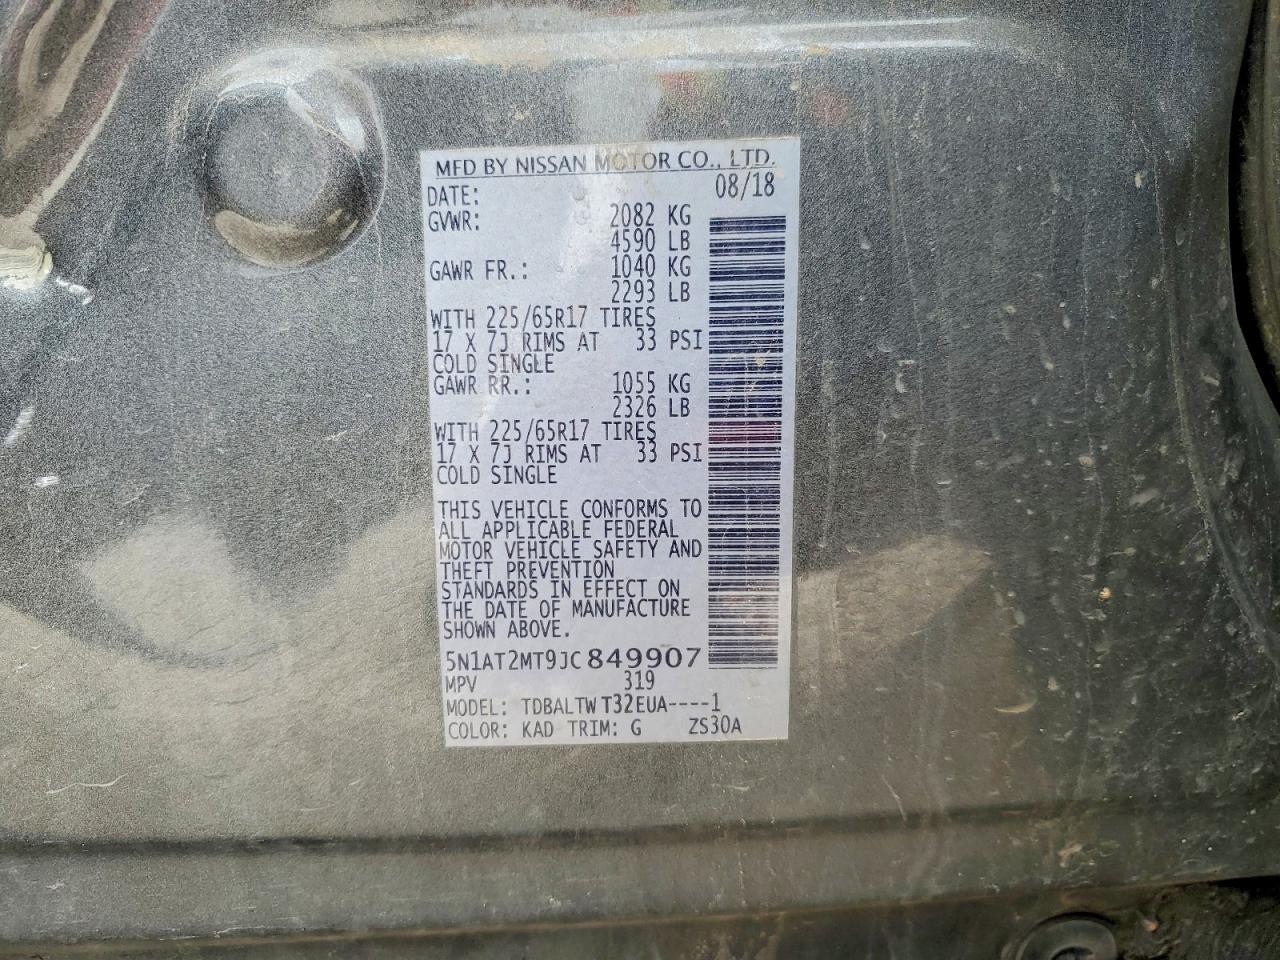 MFD BY NISSAN MOTOR CO., LTD.
DATE: 08/18
GVWR: 2082 KG
4590 LB
GAWR FR.: 1040 KG
2293 LB
WITH 225/65R17 TIRES
17 X 7J RIMS AT 33 PSI
COLD SINGLE
GAWR RR.: 1055 KG
2326 LB
WITH 225/65R17 TIRES
17 X 7J RIMS AT 33 PSI
COLD SINGLE
THIS VEHICLE CONFORMS TO
ALL APPLICABLE FEDERAL
MOTOR VEHICLE SAFETY AND
THEFT PREVENTION
STANDARDS IN EFFECT ON
THE DATE OF MANUFACTURE
SHOWN ABOVE.
5N1AT2MT9JC849907
MPV 319
MODEL: TDBALTW T32EUA----1
COLOR: KAD TRIM: G ZS30A